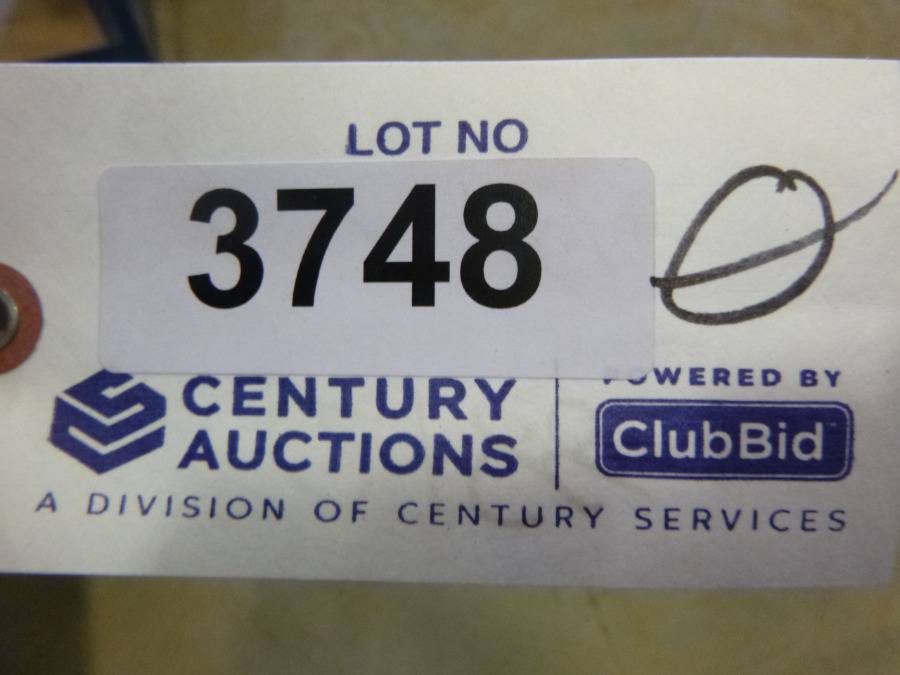 LOT NO
3748 Ø
CENTURY
AUCTIONS
POWERED BY
ClubBid
A DIVISION OF CENTURY SERVICES